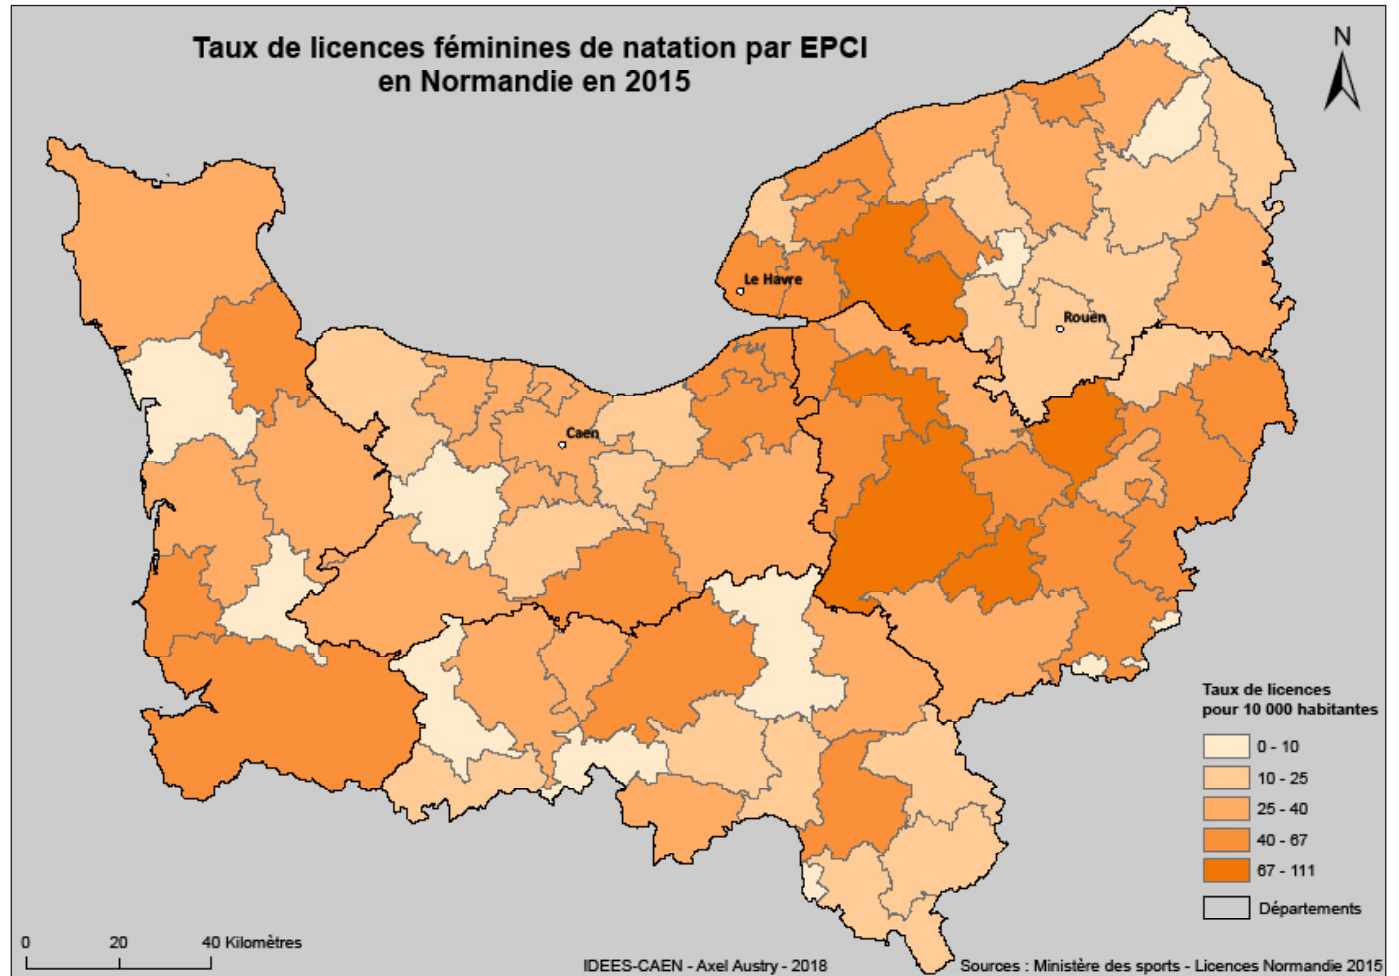 Taux de licences féminines de natation par EPCI
en Normandie en 2015
N
Le Havre
Rouen
Caen
Taux de licences
pour 10 000 habitantes
0 - 10
10 - 25
25 - 40
40 - 67
67 - 111
Départements
0 20 40 Kilomètres
IDEES-CAEN - Axel Austry - 2018
Sources : Ministère des sports - Licences Normandie 2015